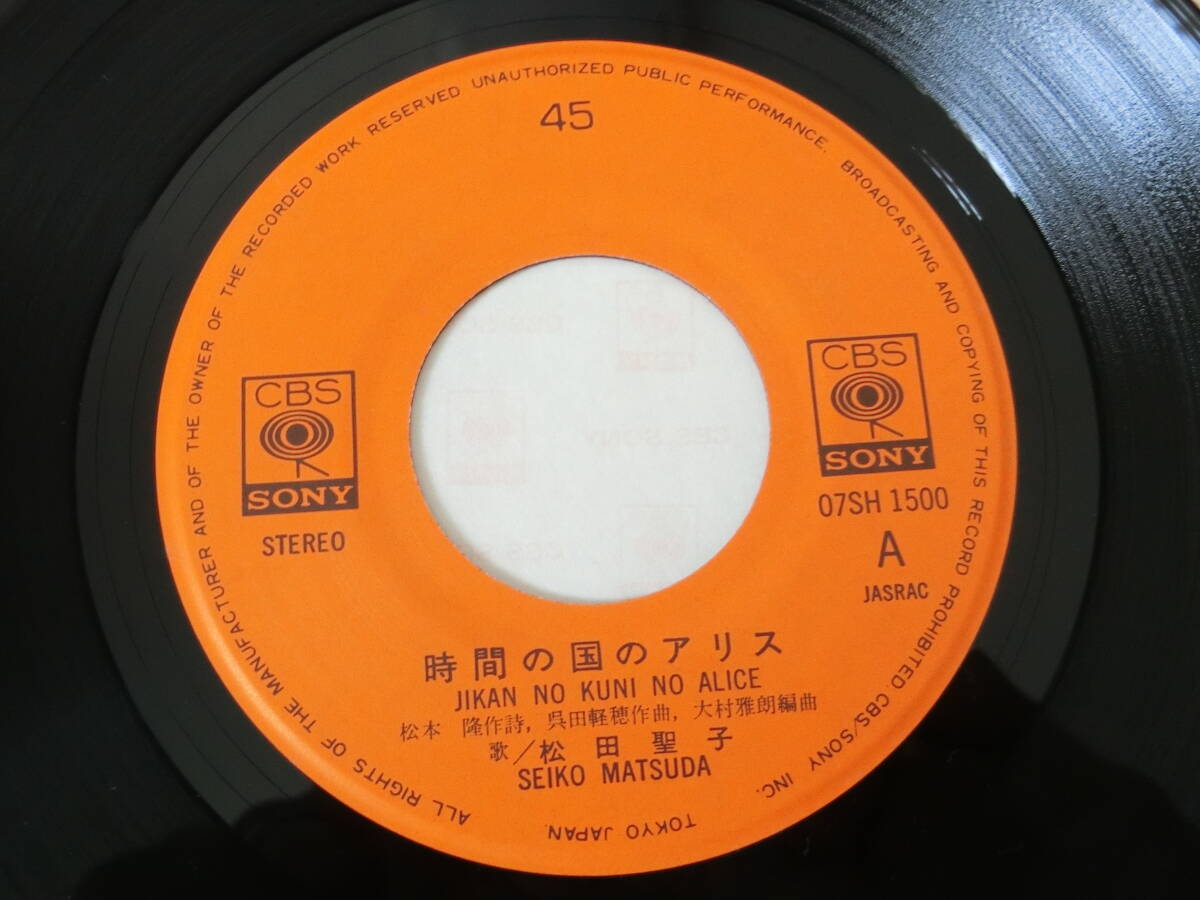 ALL RIGHTS OF THE MANUFACTURER AND OF THE OWNER OF THE RECORDED WORK RESERVED UNAUTHORIZED PUBLIC PERFORMANCE. BROADCASTING AND COPYING OF THIS RECORD PROHIBITED CBS/SONY INC.
TOKYO JAPAN.
45
CBS
SONY
STEREO
CBS
SONY
07SH 1500
A
JASRAC
時間の国のアリス
JIKAN NO KUNI NO ALICE
松本 隆作詩, 呉田軽穂作曲, 大村雅朗編曲
歌/松田聖子
SEIKO MATSUDA